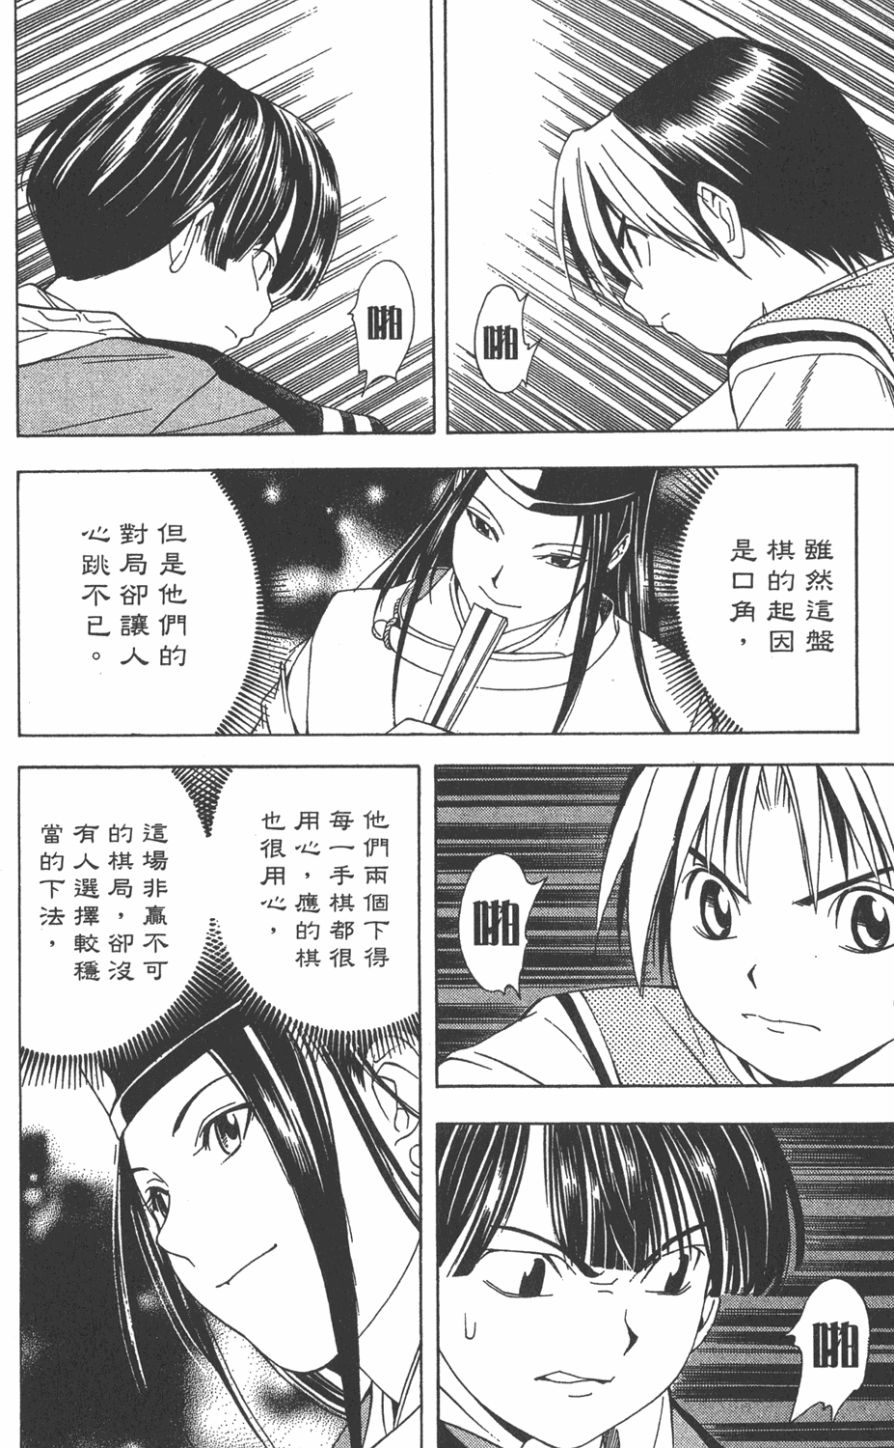 啪
啪
雖然這盤
棋的起因
是口角，
但是他們的
對局卻讓人
心跳不已。
啪
他們兩個下得
每一手棋都很
用心，應的棋
也很用心，
這場非贏不可
的棋局，卻沒
有人選擇較穩
當的下法，
啪